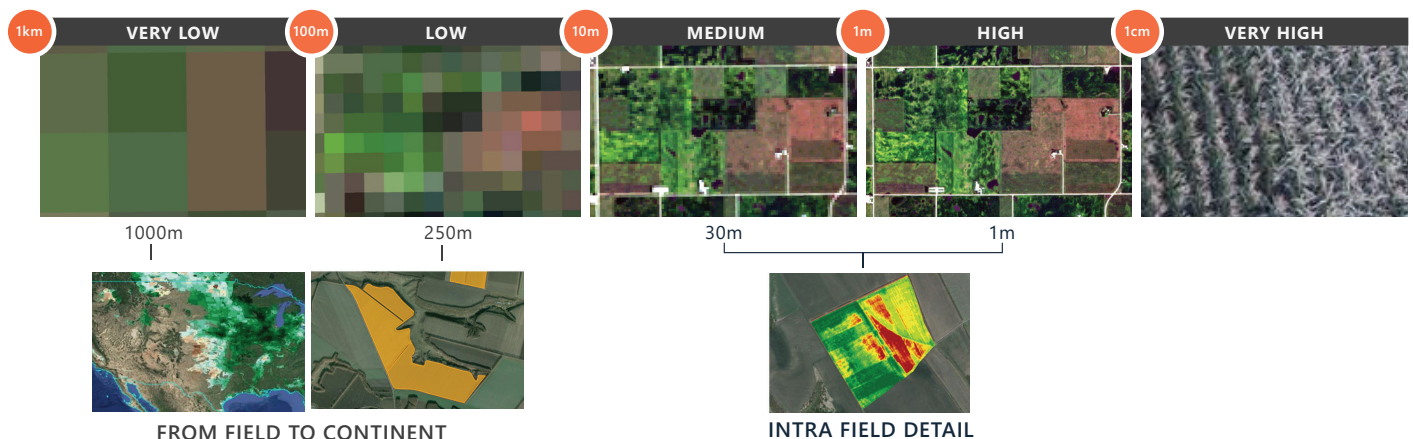 1km
VERY LOW
100m
LOW
10m
MEDIUM
1m
HIGH
1cm
VERY HIGH
1000m
250m
30m
1m
FROM FIELD TO CONTINENT
INTRA FIELD DETAIL